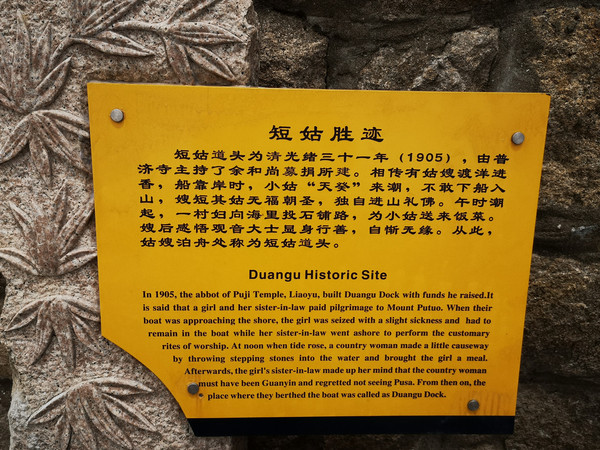 短姑胜迹
短姑道头为清光绪三十一年（1905），由普
济寺主持了余和尚募捐所建。相传有姑嫂渡洋进
香，船靠岸时，小姑“天癸”来潮，不敢下船入
山，嫂短其姑无福朝圣，独自进山礼佛。午时潮
起，一村妇向海里投石铺路，为小姑送来饭菜。
嫂后感悟观音大士显身行善，自惭无缘。从此，
姑嫂泊舟处称为短姑道头。
Duangu Historic Site
In 1905, the abbot of Puji Temple, Liaoyu, built Duangu Dock with funds he raised.It
is said that a girl and her sister-in-law paid pilgrimage to Mount Putuo. When their
boat was approaching the shore, the girl was seized with a slight sickness and had to
remain in the boat while her sister-in-law went ashore to perform the customary
rites of worship. At noon when tide rose, a country woman made a little causeway
by throwing stepping stones into the water and brought the girl a meal.
Afterwards, the girl's sister-in-law made up her mind that the country woman
must have been Guanyin and regretted not seeing Pusa. From then on, the
place where they berthed the boat was called as Duangu Dock.